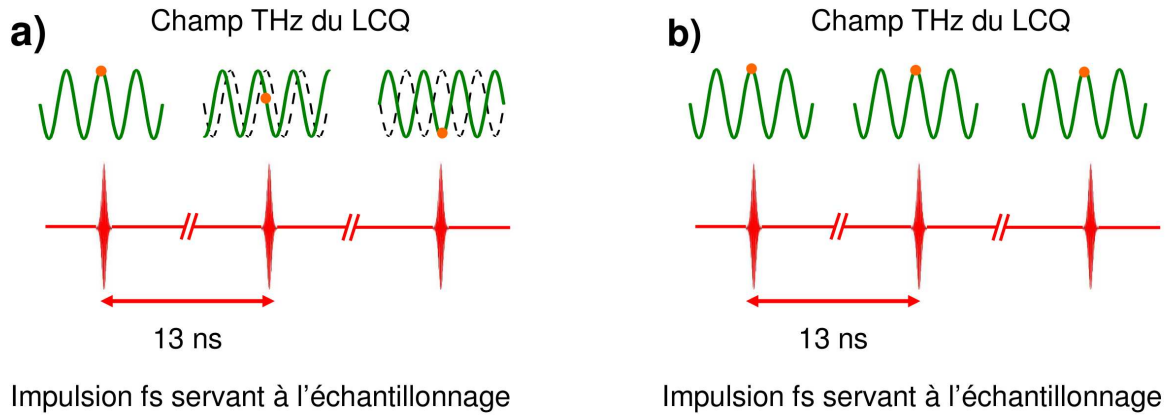 a)
Champ THz du LCQ
13 ns
Impulsion fs servant à l'échantillonnage
b)
Champ THz du LCQ
13 ns
Impulsion fs servant à l'échantillonnage